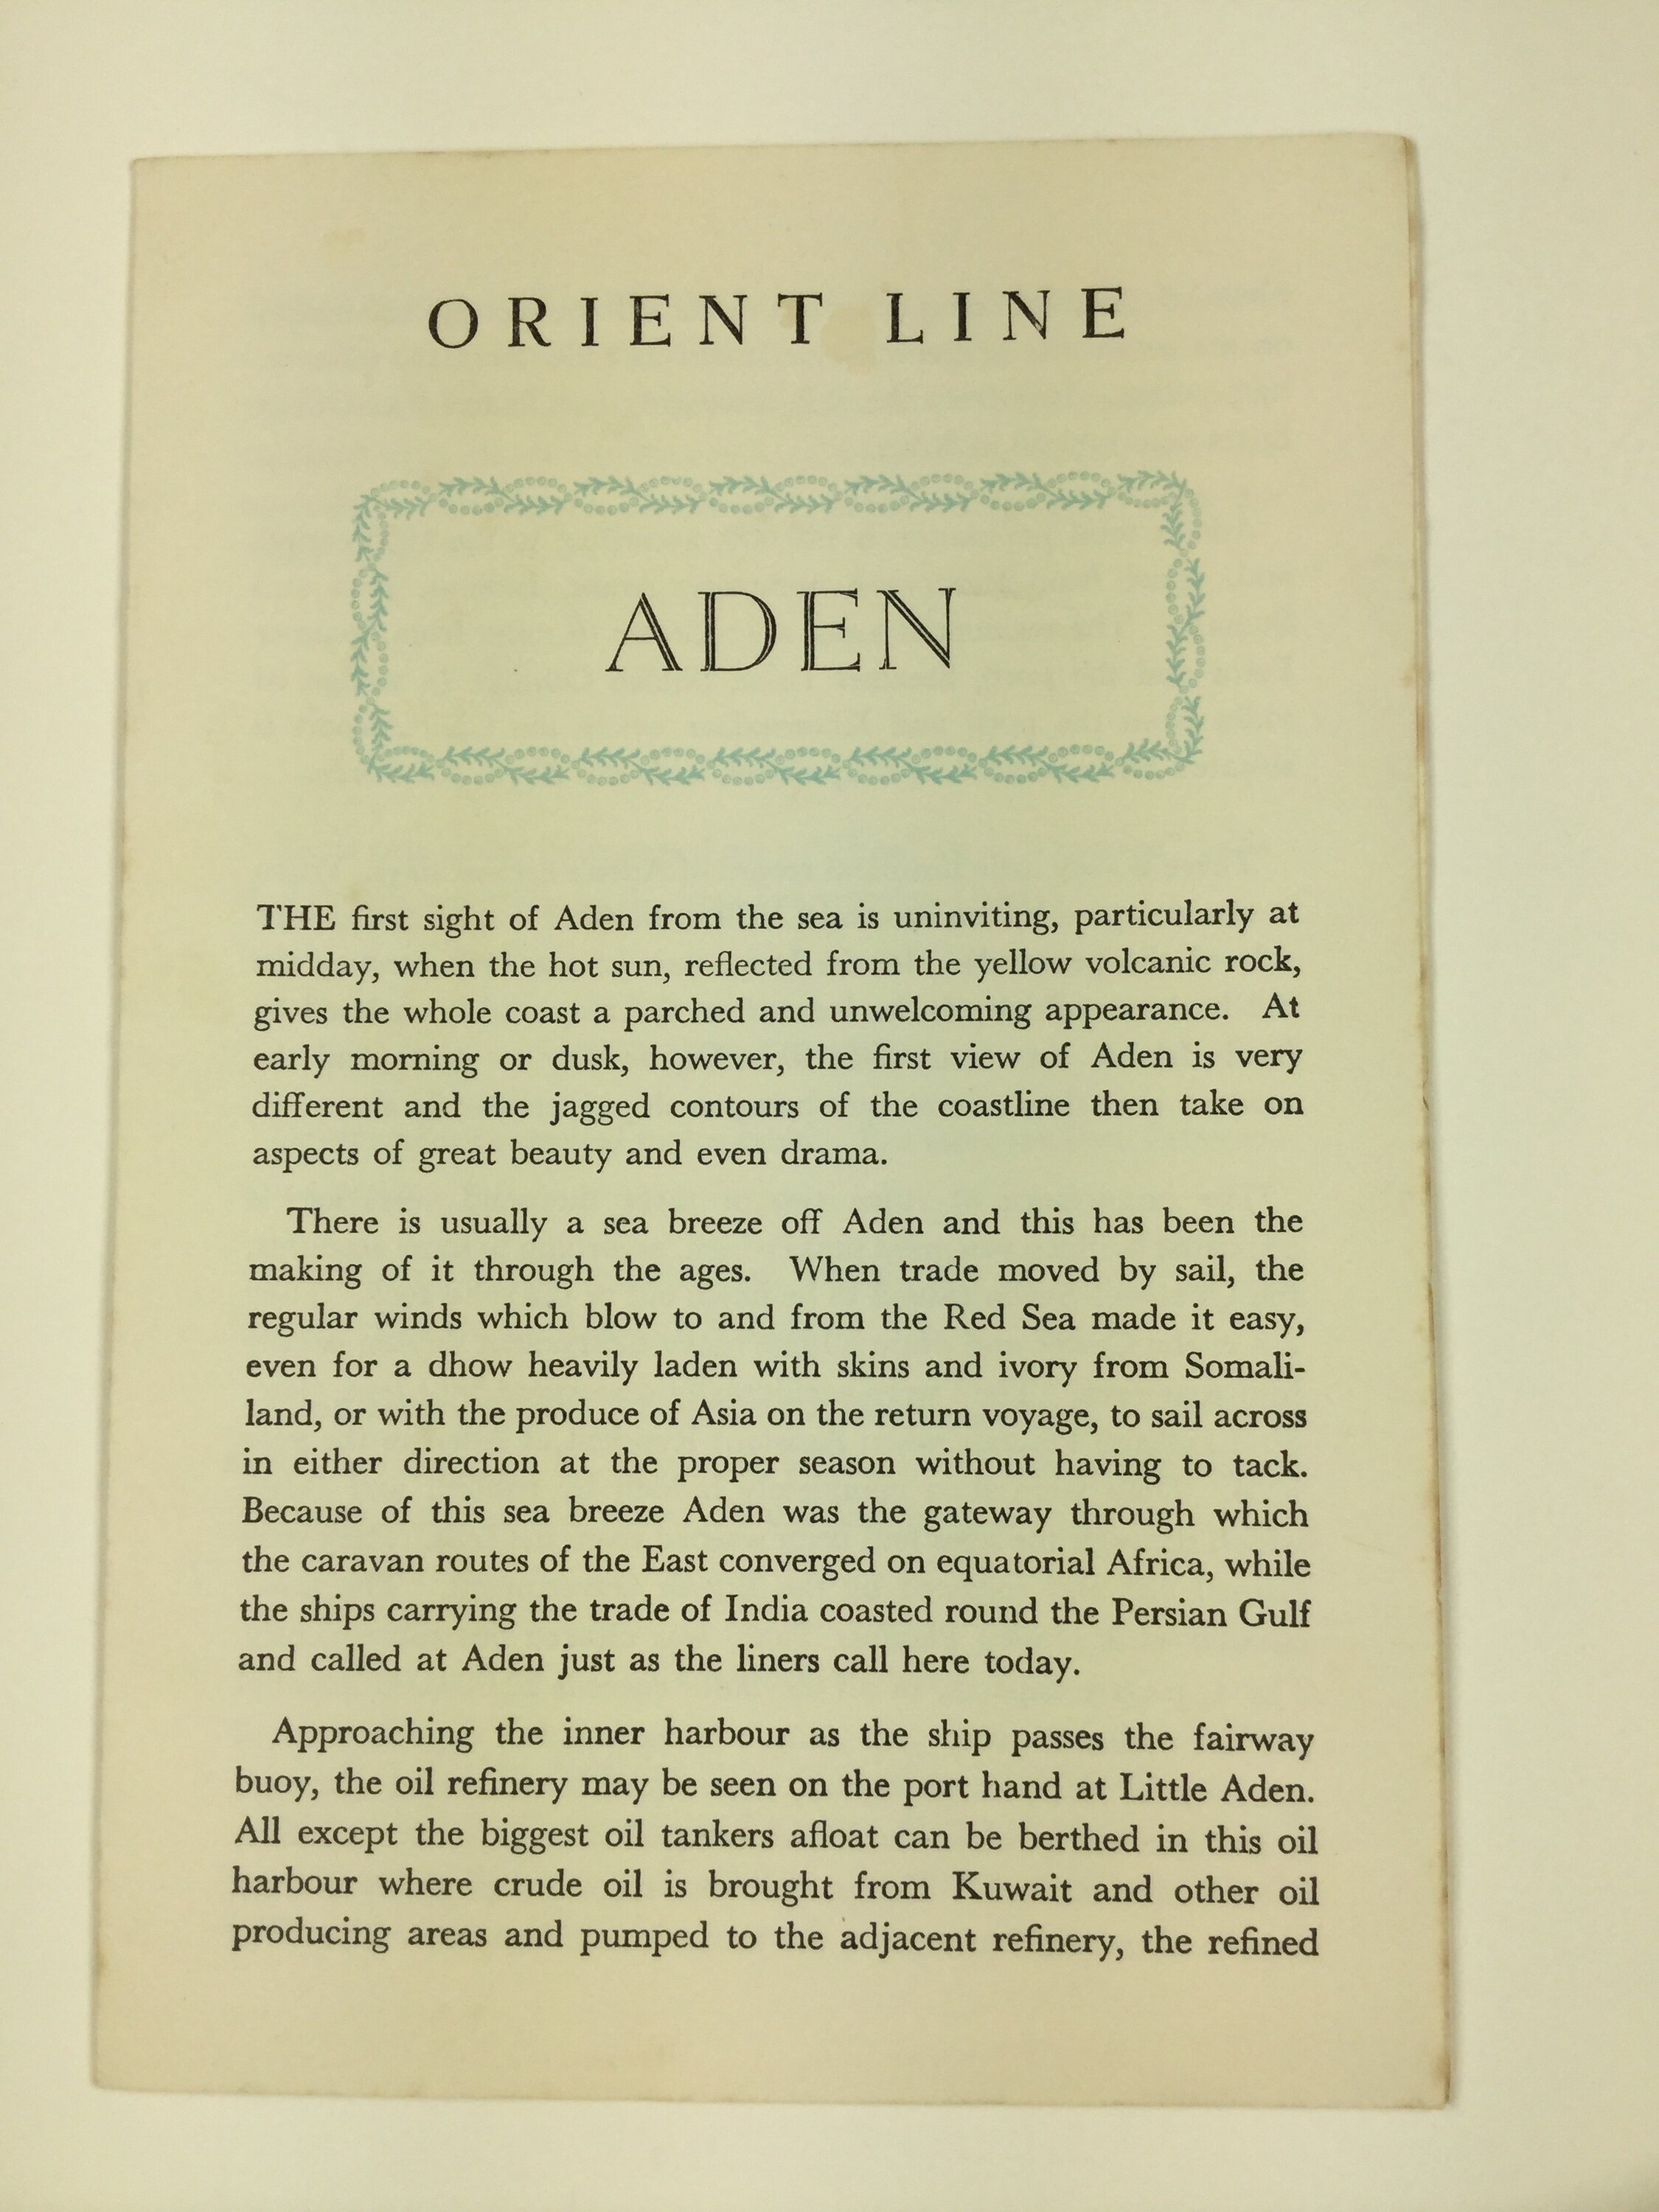 ORIENT LINE
ADEN
THE first sight of Aden from the sea is uninviting, particularly at
midday, when the hot sun, reflected from the yellow volcanic rock,
gives the whole coast a parched and unwelcoming appearance. At
early morning or dusk, however, the first view of Aden is very
different and the jagged contours of the coastline then take on
aspects of great beauty and even drama.
There is usually a sea breeze off Aden and this has been the
making of it through the ages. When trade moved by sail, the
regular winds which blow to and from the Red Sea made it easy,
even for a dhow heavily laden with skins and ivory from Somali-
land, or with the produce of Asia on the return voyage, to sail across
in either direction at the proper season without having to tack.
Because of this sea breeze Aden was the gateway through which
the caravan routes of the East converged on equatorial Africa, while
the ships carrying the trade of India coasted round the Persian Gulf
and called at Aden just as the liners call here today.
Approaching the inner harbour as the ship passes the fairway
buoy, the oil refinery may be seen on the port hand at Little Aden.
All except the biggest oil tankers afloat can be berthed in this oil
harbour where crude oil is brought from Kuwait and other oil
producing areas and pumped to the adjacent refinery, the refined